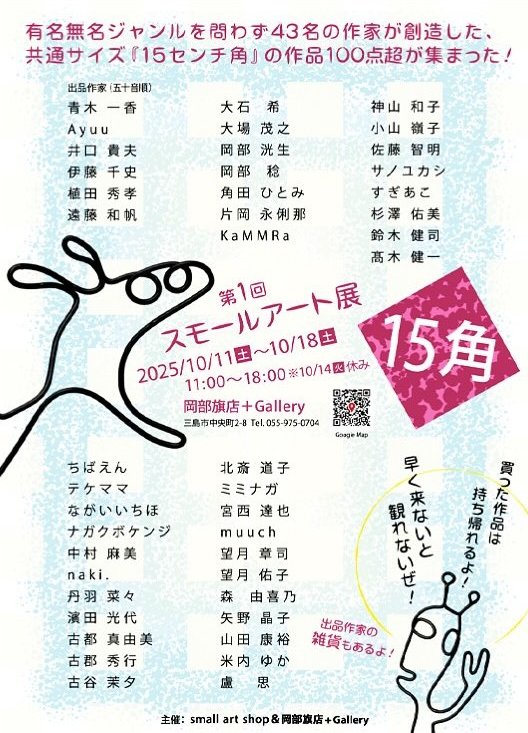 有名無名ジャンルを問わず43名の作家が創造した、
共通サイズ『15センチ角』の作品100点超が集まった！
出品作家（五十音順）
青木 一香
Ayuu
井口 貴夫
伊藤 千史
植田 秀孝
遠藤 和帆
大石 希
大場 茂之
岡部 洸生
岡部 稔
角田 ひとみ
片岡 永俐那
KaMMRa
神山 和子
小山 嶺子
佐藤 智明
サノユカシ
すぎあこ
杉澤 佑美
鈴木 健司
髙木 健一
第1回
スモールアート展
15角
2025/10/11土～10/18土
11:00～18:00 ※10/14火休み
岡部旗店＋Gallery
三島市中央町2-8 Tel. 055-975-0704
Google Map
ちばえん
テケママ
ながいいちほ
ナガクボケンジ
中村 麻美
naki.
丹羽 菜々
濱田 光代
古都 真由美
古郡 秀行
古谷 茉夕
北斎 道子
ミミナガ
宮西 達也
muuch
望月 章司
望月 佑子
森 由喜乃
矢野 晶子
山田 康裕
米内 ゆか
盧 思
買った作品は
持ち帰れるよ！
早く来ないと
観れないぜ！
出品作家の
雑貨もあるよ！
主催： small art shop＆岡部旗店＋Gallery